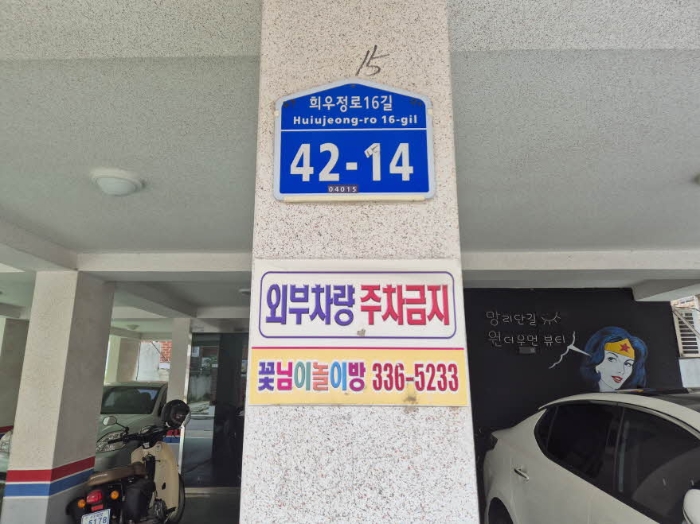 15
희우정로16길
Huiujeong-ro 16-gil
42-14
04015
외부차량 주차금지
꽃님이놀이방 336-5233
망리단길
원더우먼 뷰티
5178